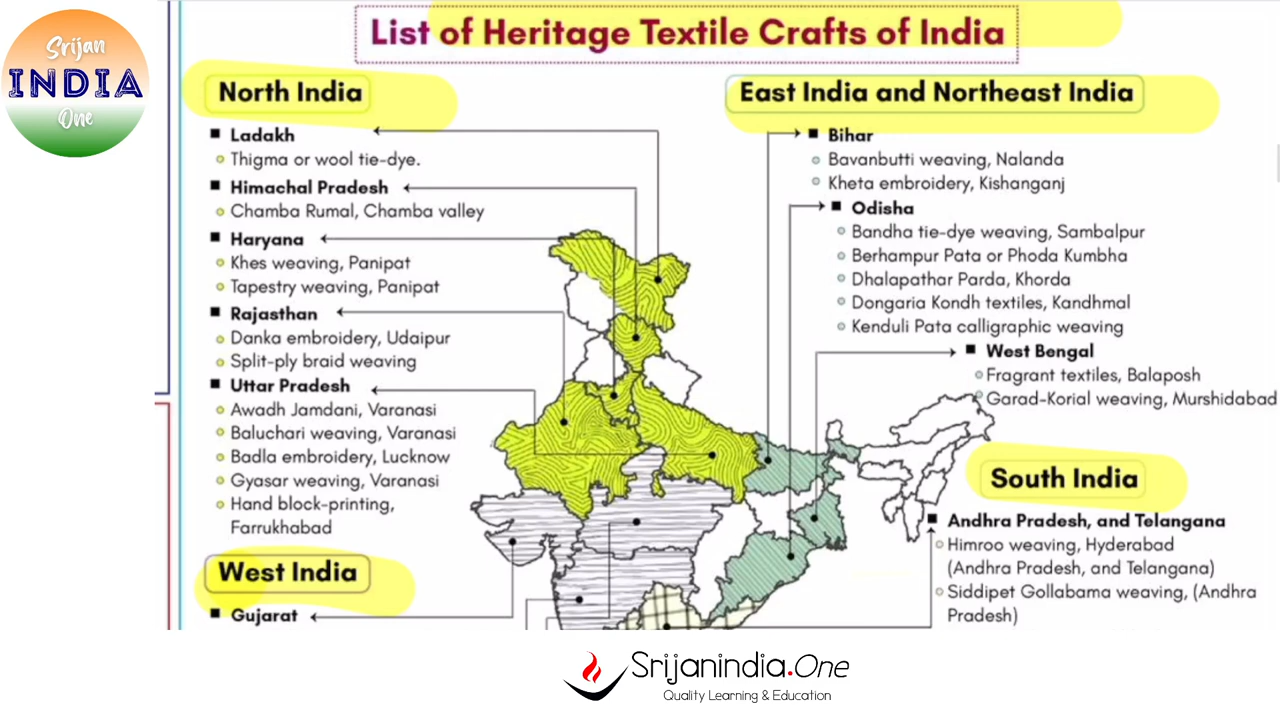 Srijan
INDIA
One
List of Heritage Textile Crafts of India
North India
Ladakh
Thigma or wool tie-dye.
Himachal Pradesh
Chamba Rumal, Chamba valley
Haryana
Khes weaving, Panipat
Tapestry weaving, Panipat
Rajasthan
Danka embroidery, Udaipur
Split-ply braid weaving
Uttar Pradesh
Awadh Jamdani, Varanasi
Baluchari weaving, Varanasi
Badla embroidery, Lucknow
Gyasar weaving, Varanasi
Hand block-printing,
Farrukhabad
West India
Gujarat
East India and Northeast India
Bihar
Bavanbutti weaving, Nalanda
Kheta embroidery, Kishanganj
Odisha
Bandha tie-dye weaving, Sambalpur
Berhampur Pata or Phoda Kumbha
Dhalapathar Parda, Khorda
Dongaria Kondh textiles, Kandhmal
Kenduli Pata calligraphic weaving
West Bengal
Fragrant textiles, Balaposh
Garad-Korial weaving, Murshidabad
South India
Andhra Pradesh, and Telangana
Himroo weaving, Hyderabad
(Andhra Pradesh, and Telangana)
Siddipet Gollabama weaving, (Andhra
Pradesh)
Srijanindia.One
Quality Learning & Education